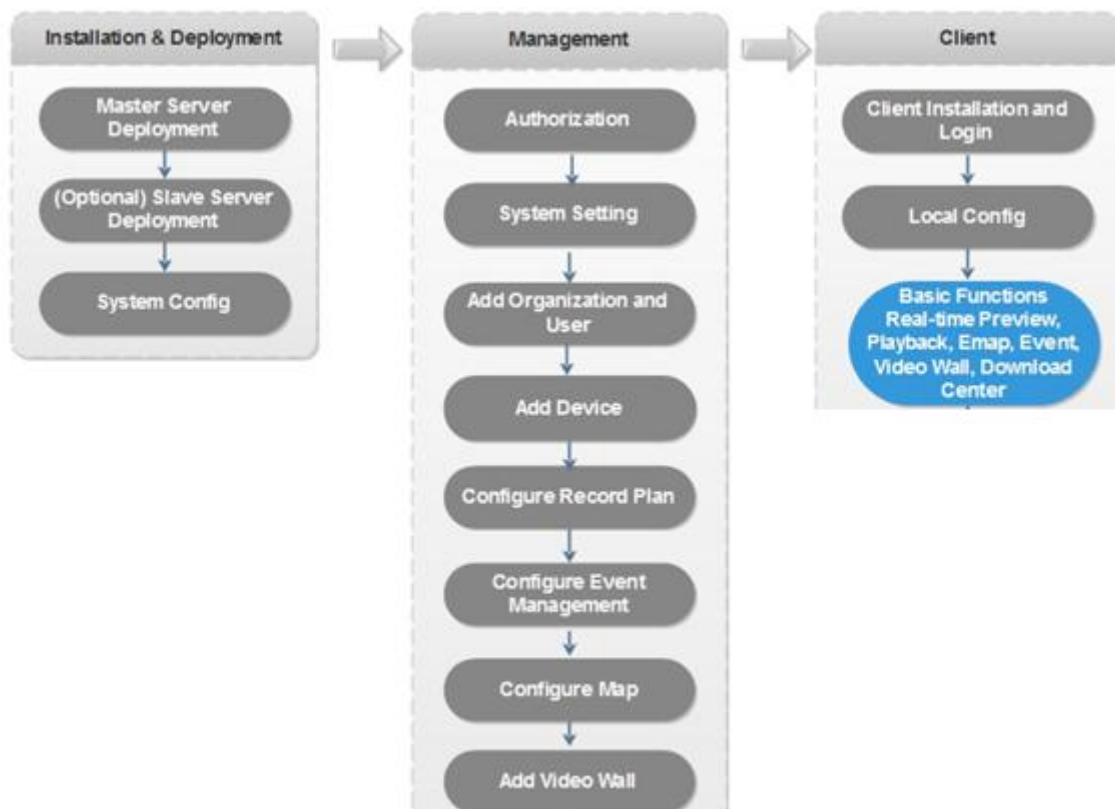 Installation & Deployment
Master Server
Deployment
(Optional) Slave Server
Deployment
System Config
Management
Authorization
System Setting
Add Organization and
User
Add Device
Configure Record Plan
Configure Event
Management
Configure Map
Add Video Wall
Client
Client Installation and
Login
Local Config
Basic Functions
Real-time Preview,
Playback, Emap, Event,
Video Wall, Download
Center